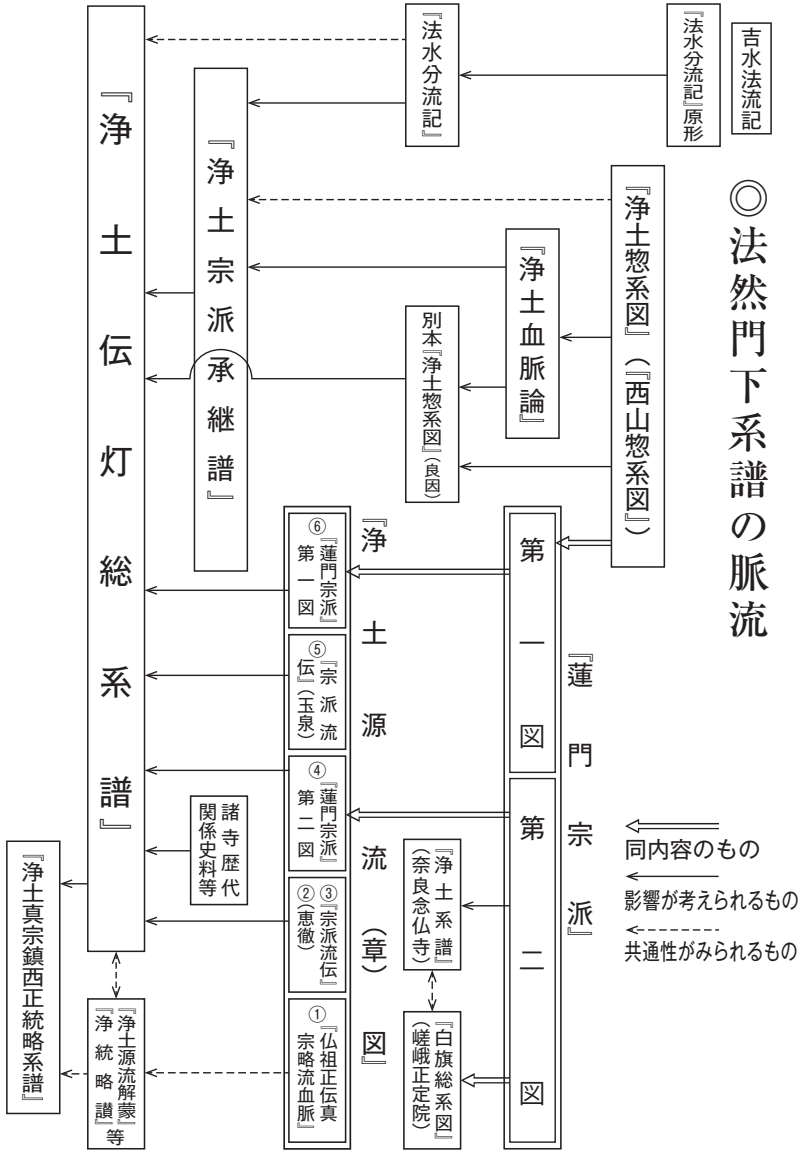 ◎法然門下系譜の脈流
同内容のもの
影響が考えられるもの
共通性がみられるもの
吉水法流記
『法水分流記』原形
『浄土惣系図』(『西山惣系図』)
『蓮門宗派』
第一図
第二図
『浄土血脈論』
『法水分流記』
別本『浄土惣系図』(良因)
『浄土系譜』
(奈良念仏寺)
『白旗総系図』
(嵯峨正定院)
『浄土源流(章)図』
⑥
『蓮門宗派』
第一図
⑤
『宗派流
伝』(玉泉)
④
『蓮門宗派』
第二図
③『宗派流伝』
②(恵徹)
①
『仏祖正伝真
宗略流血脈』
『浄土宗派承継譜』
諸寺歴代
関係史料等
『浄土伝灯総系譜』
『浄土源流解蒙』
『浄統略讃』等
『浄土真宗鎮西正統略系譜』